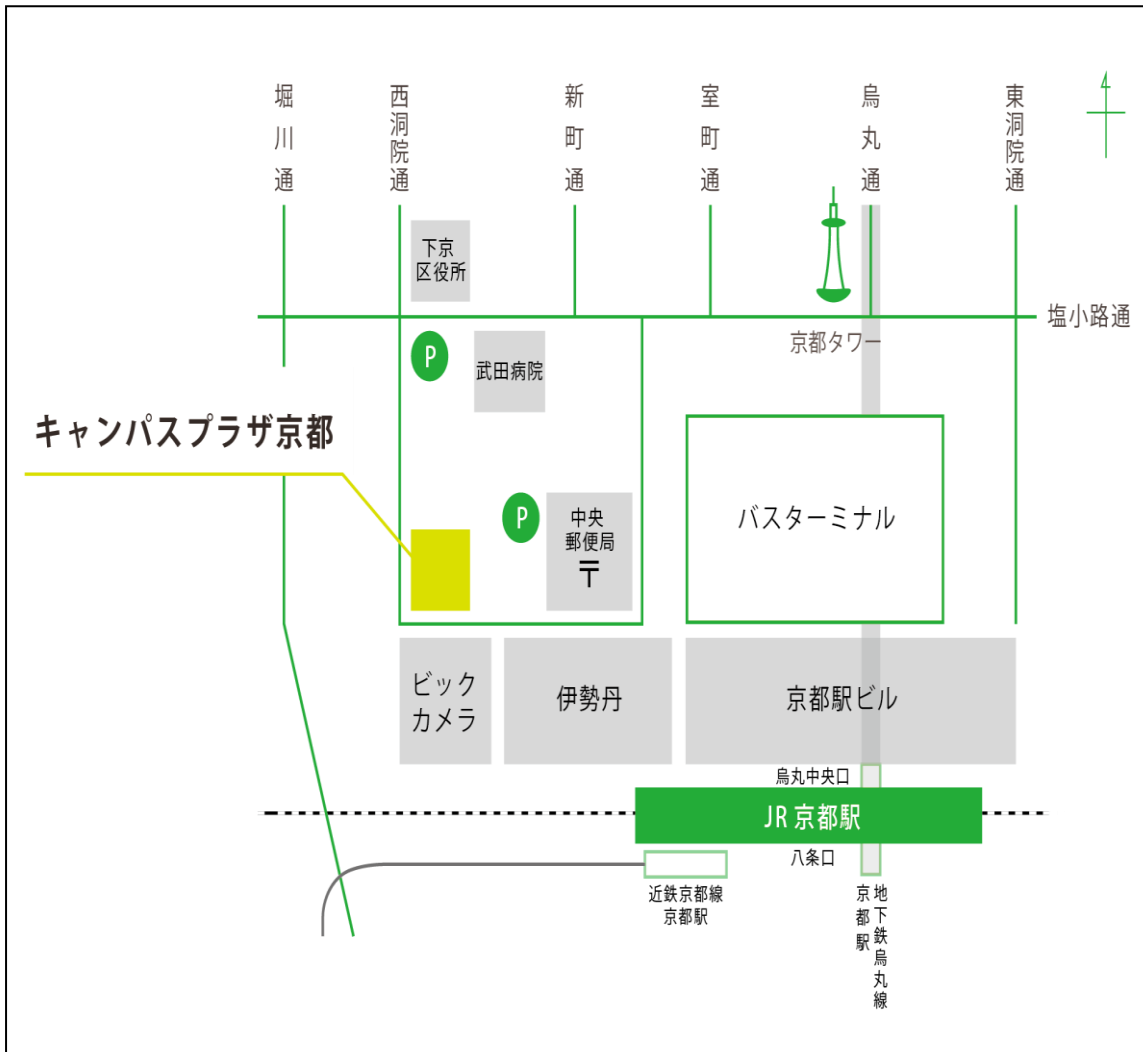 堀川通
西洞院通
新町通
室町通
烏丸通
東洞院通
4
下京
区役所
塩小路通
京都タワー
P
武田病院
キャンパスプラザ京都
P
中央
郵便局
〒
バスターミナル
ビック
カメラ
伊勢丹
京都駅ビル
烏丸中央口
JR 京都駅
八条口
近鉄京都線
京都駅
地下鉄烏丸線
京都駅